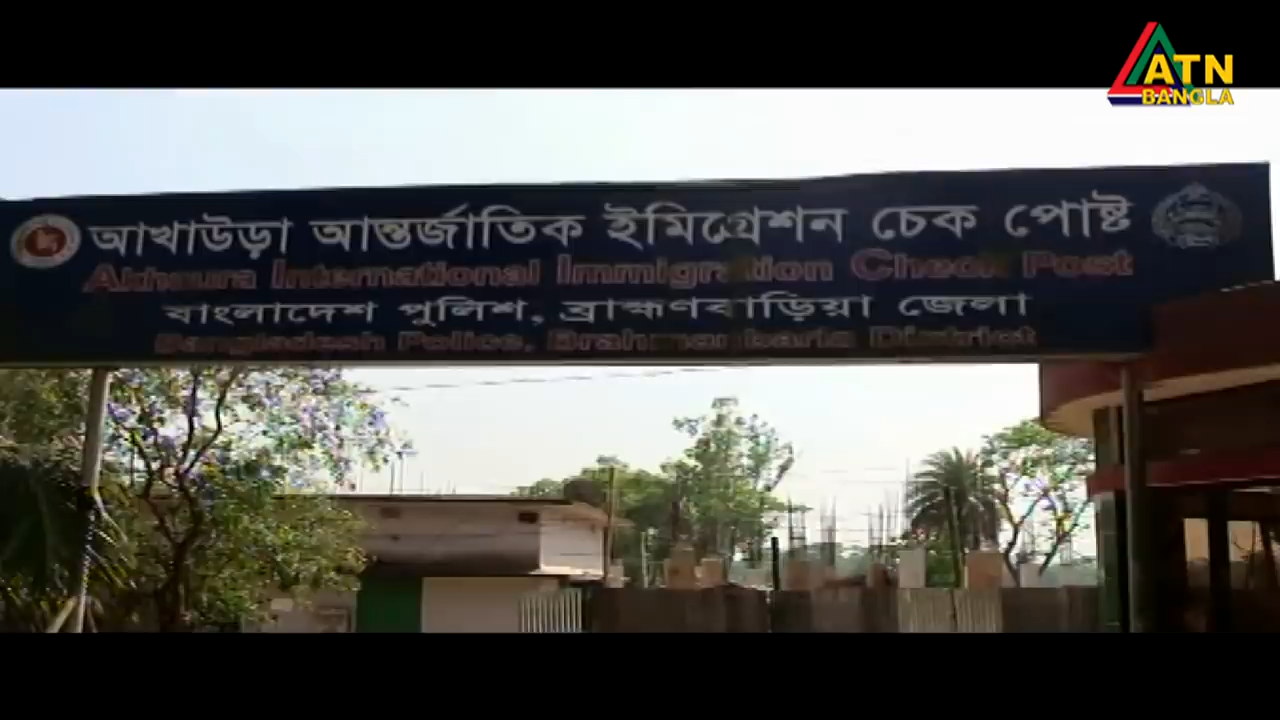 ATN
BANGLA
আখাউড়া আন্তর্জাতিক ইমিগ্রেশন চেক পোষ্ট
Akhaura International Immigration Check Post
বাংলাদেশ পুলিশ, ব্রাহ্মণবাড়িয়া জেলা
Bangladesh Police, Brahmanbaria District